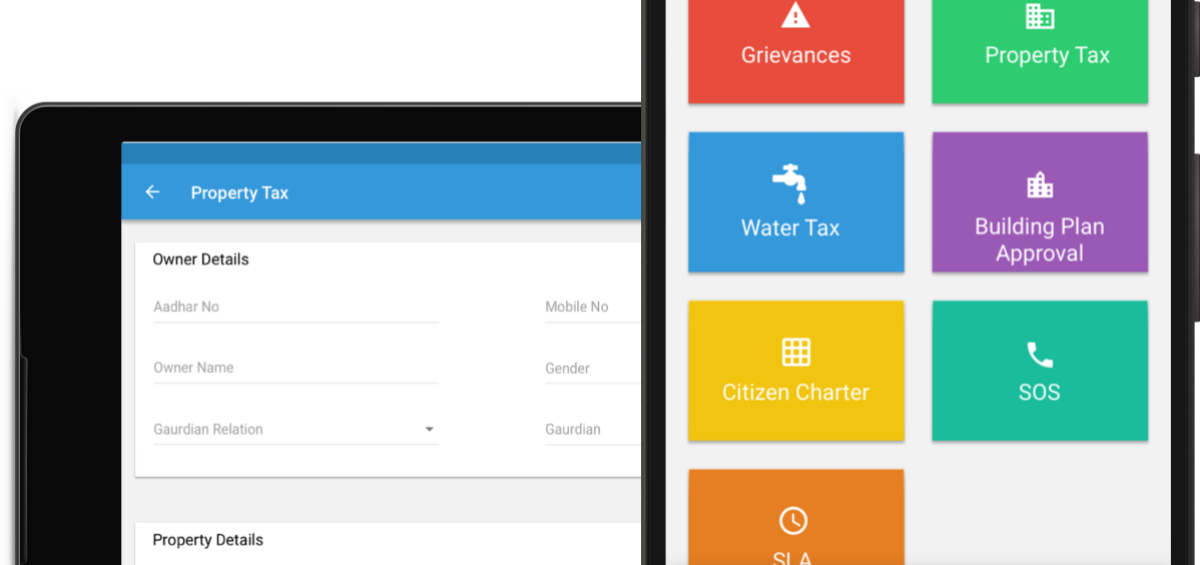 Property Tax
Owner Details
Aadhar No
Mobile No
Owner Name
Gender
Gaurdian Relation
Gaurdian
Property Details
Grievances
Property Tax
Water Tax
Building Plan
Approval
Citizen Charter
SOS
SLA